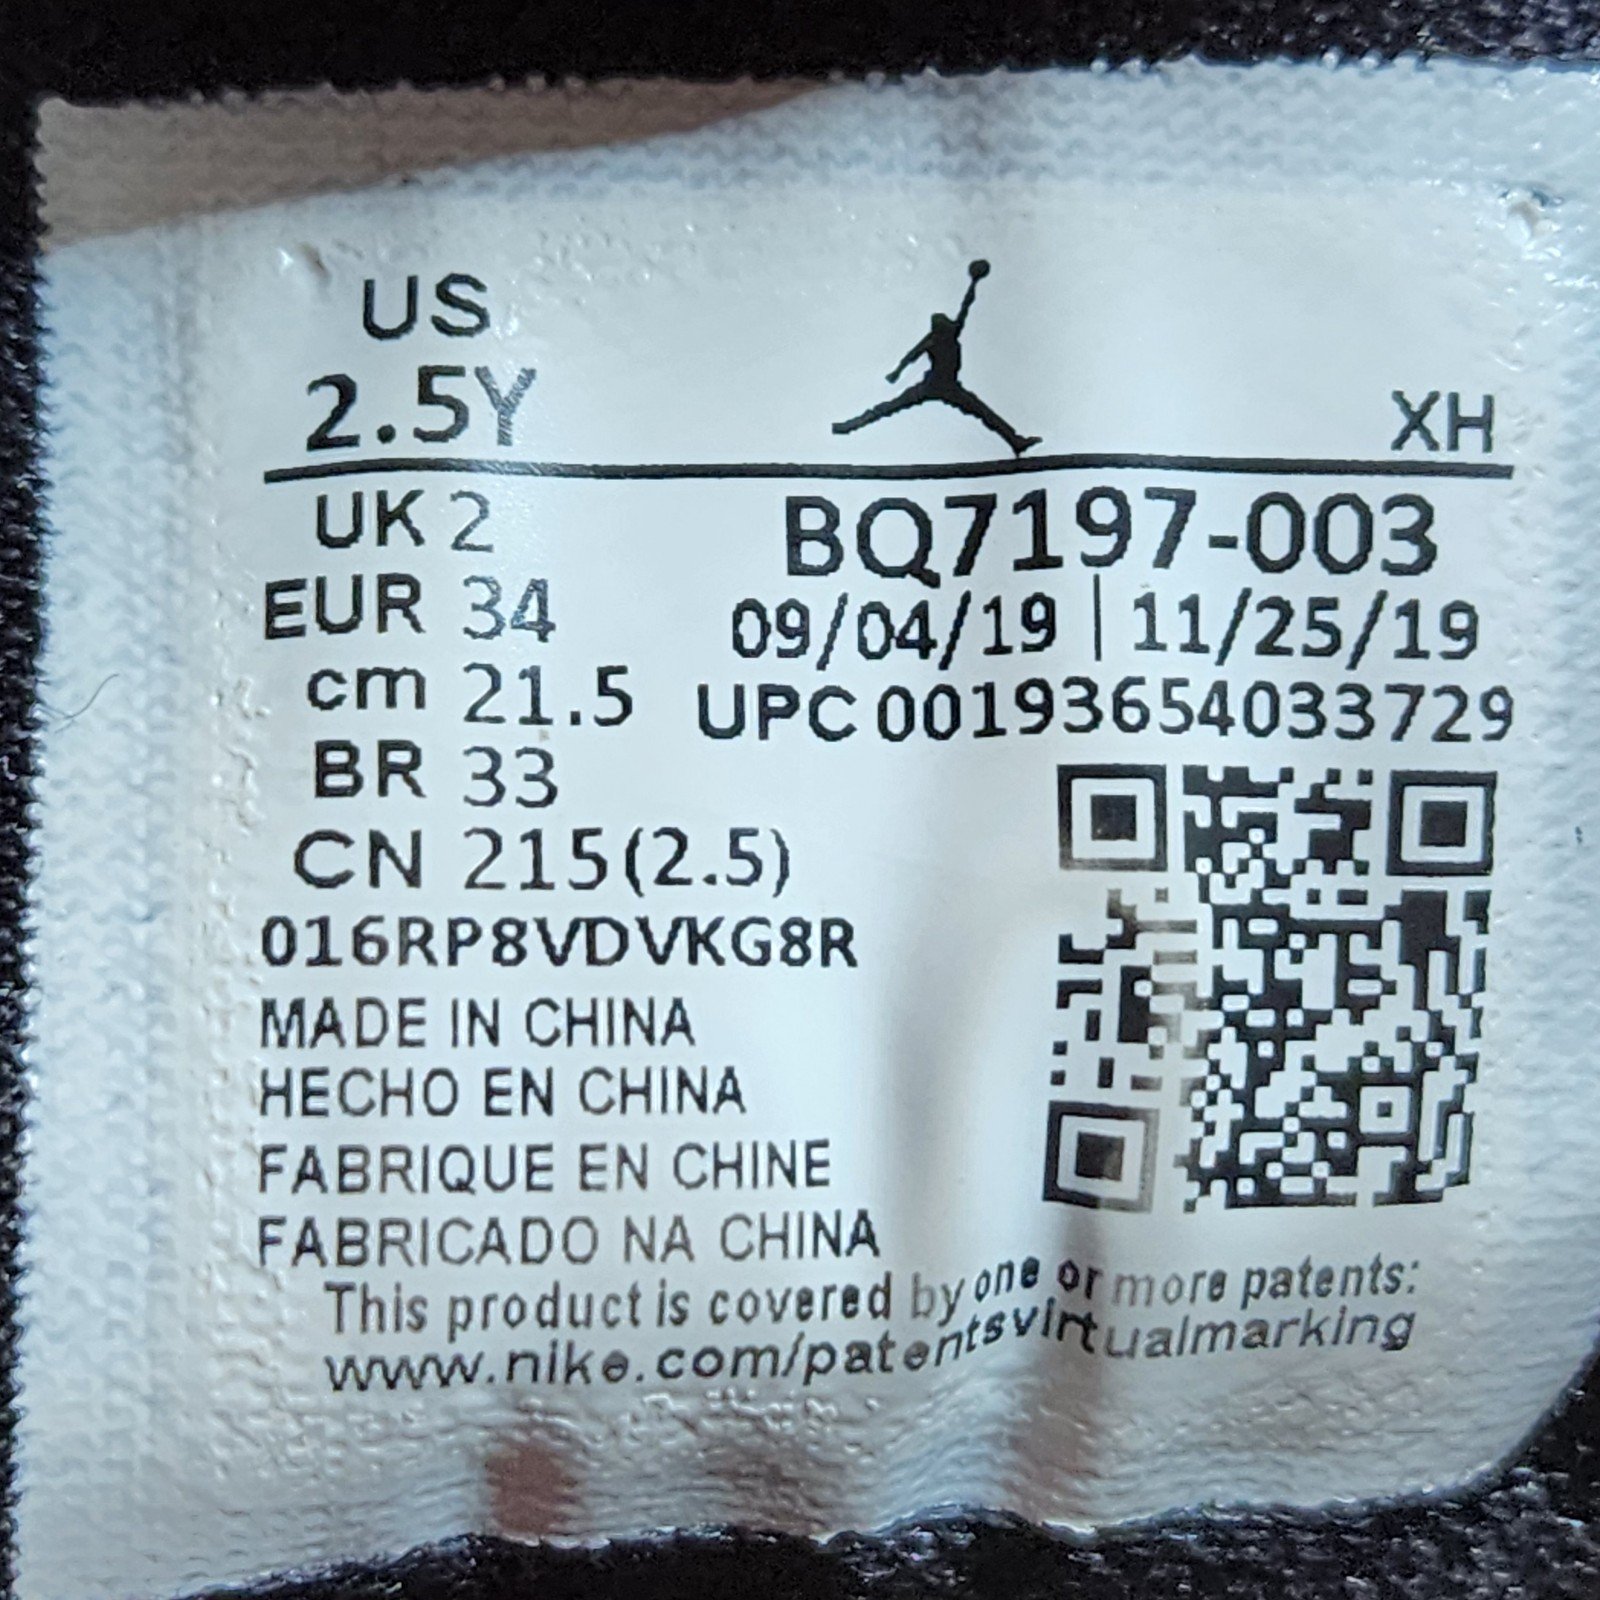 US
2.5Y
XH
UK 2
BQ7197-003
EUR 34
09/04/19 | 11/25/19
cm 21.5
UPC 00193654033729
BR 33
CN 215(2.5)
016RP8VDVKG8R
MADE IN CHINA
HECHO EN CHINA
FABRIQUE EN CHINE
FABRICADO NA CHINA
This product is covered by one or more patents:
www.nike.com/patentsvirtualmarking